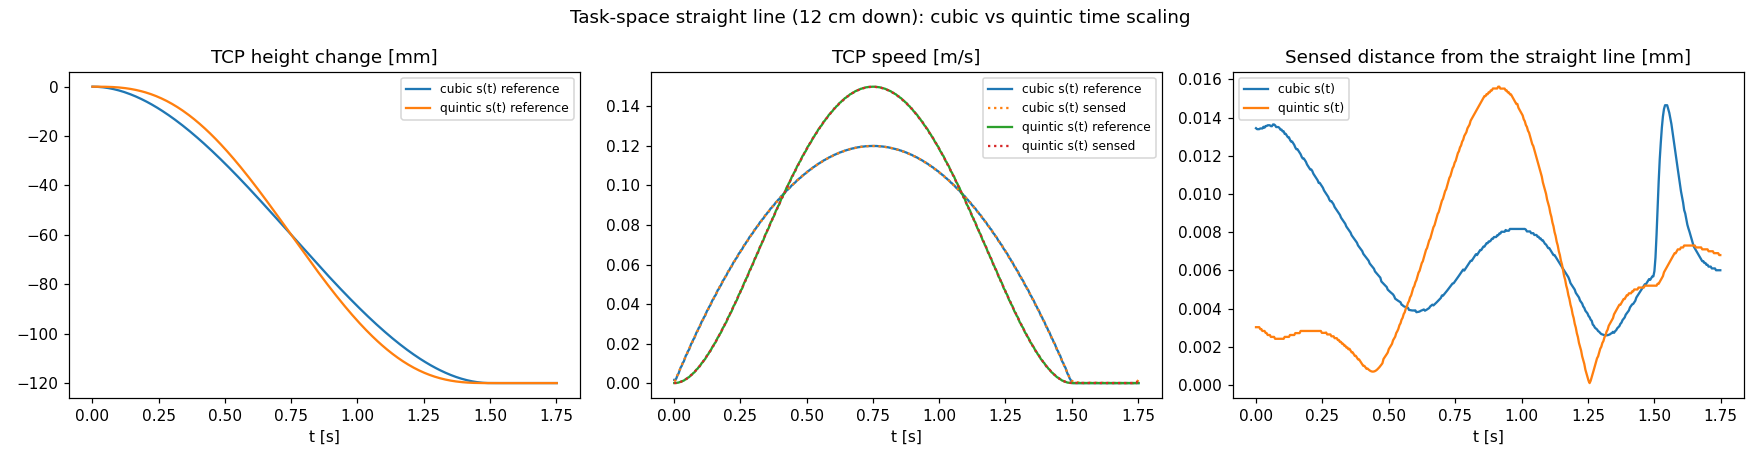 Task-space straight line (12 cm down): cubic vs quintic time scaling
TCP height change [mm]
0
−20
−40
−60
−80
−100
−120
0.00 0.25 0.50 0.75 1.00 1.25 1.50 1.75
t [s]
cubic s(t) reference
quintic s(t) reference
TCP speed [m/s]
0.14
0.12
0.10
0.08
0.06
0.04
0.02
0.00
0.00 0.25 0.50 0.75 1.00 1.25 1.50 1.75
t [s]
cubic s(t) reference
cubic s(t) sensed
quintic s(t) reference
quintic s(t) sensed
Sensed distance from the straight line [mm]
0.016
0.014
0.012
0.010
0.008
0.006
0.004
0.002
0.000
0.00 0.25 0.50 0.75 1.00 1.25 1.50 1.75
t [s]
cubic s(t)
quintic s(t)